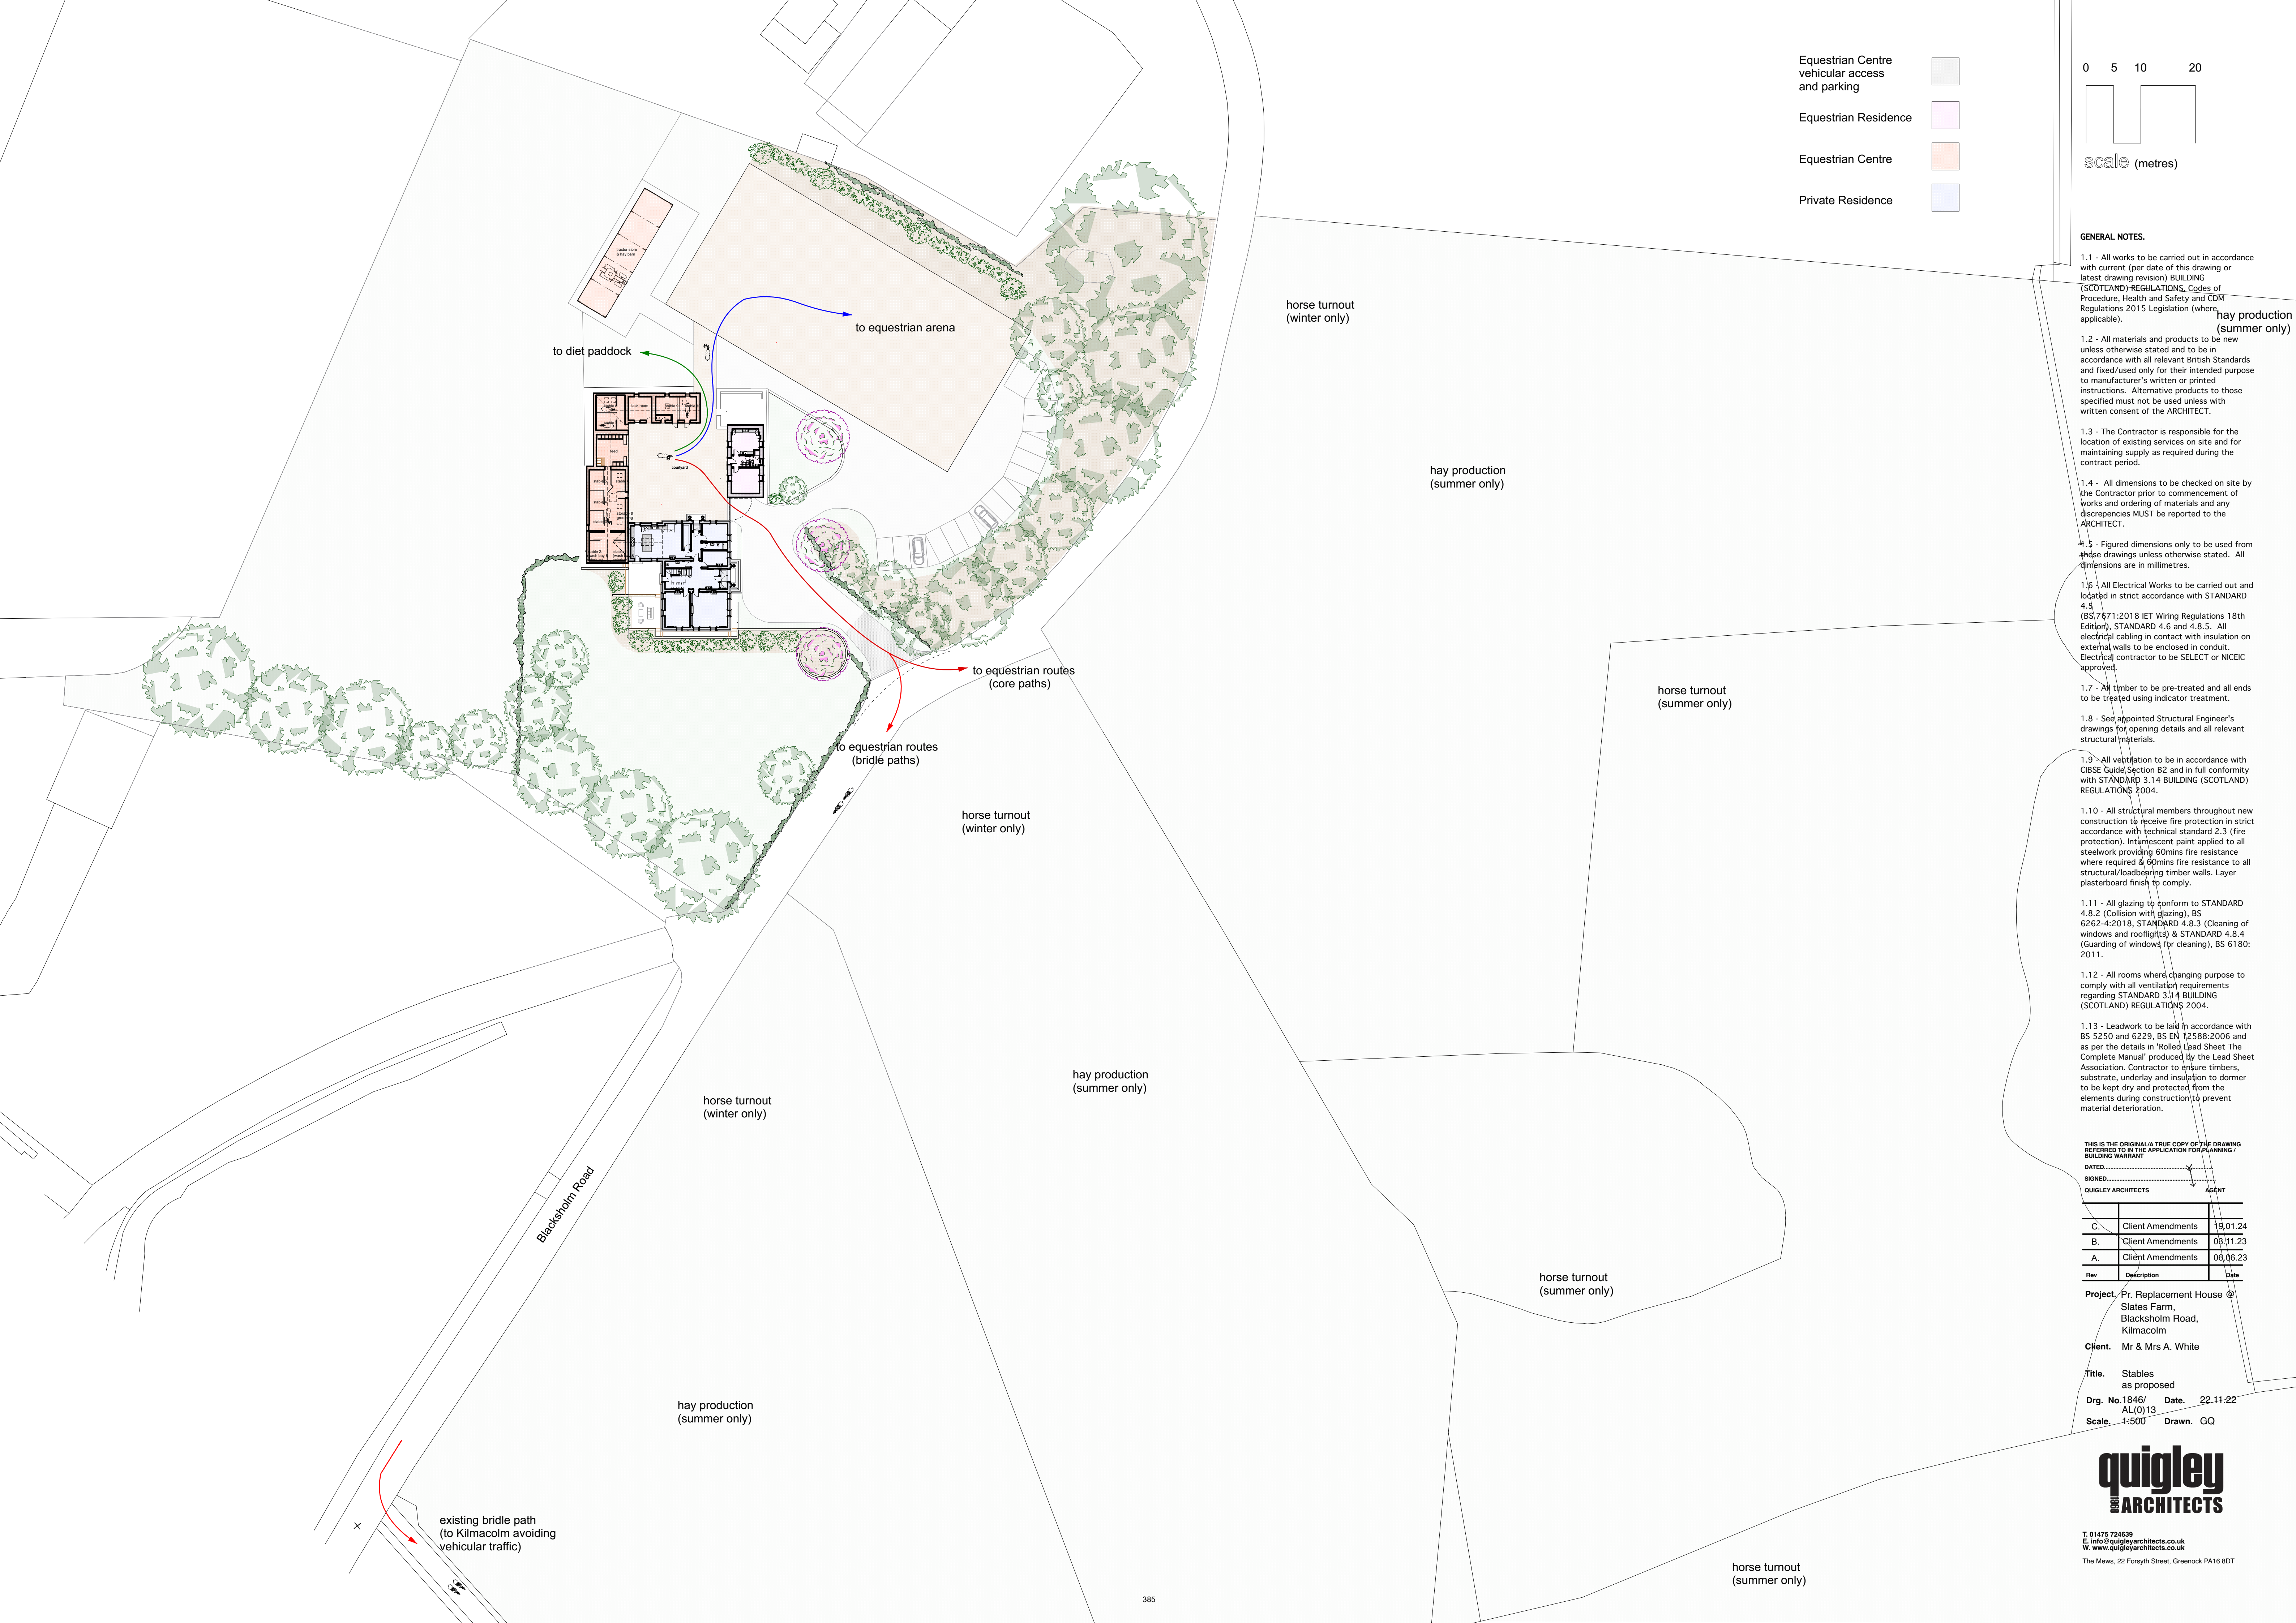 Equestrian Centre
vehicular access
and parking
Equestrian Residence
Equestrian Centre
Private Residence
0 5 10 20
scale (metres)
tractor store
& hay barn
to equestrian arena
to diet paddock
tack room
feed
courtyard
to equestrian routes
(core paths)
to equestrian routes
(bridle paths)
horse turnout
(winter only)
hay production
(summer only)
hay production
(summer only)
horse turnout
(summer only)
horse turnout
(winter only)
hay production
(summer only)
horse turnout
(winter only)
Blacksholm Road
horse turnout
(summer only)
hay production
(summer only)
existing bridle path
(to Kilmacolm avoiding
vehicular traffic)
horse turnout
(summer only)
385
GENERAL NOTES.
1.1 - All works to be carried out in accordance
with current (per date of this drawing or
latest drawing revision) BUILDING
(SCOTLAND) REGULATIONS, Codes of
Procedure, Health and Safety and CDM
Regulations 2015 Legislation (where
applicable).
1.2 - All materials and products to be new
unless otherwise stated and to be in
accordance with all relevant British Standards
and fixed/used only for their intended purpose
to manufacturer's written or printed
instructions. Alternative products to those
specified must not be used unless with
written consent of the ARCHITECT.
1.3 - The Contractor is responsible for the
location of existing services on site and for
maintaining supply as required during the
contract period.
1.4 - All dimensions to be checked on site by
the Contractor prior to commencement of
works and ordering of materials and any
discrepancies MUST be reported to the
ARCHITECT.
1.5 - Figured dimensions only to be used from
these drawings unless otherwise stated. All
dimensions are in millimetres.
1.6 - All Electrical Works to be carried out and
located in strict accordance with STANDARD
4.5
(BS 7671:2018 IET Wiring Regulations 18th
Edition), STANDARD 4.6 and 4.8.5. All
electrical cabling in contact with insulation on
external walls to be enclosed in conduit.
Electrical contractor to be SELECT or NICEIC
approved.
1.7 - All timber to be pre-treated and all ends
to be treated using indicator treatment.
1.8 - See appointed Structural Engineer's
drawings for opening details and all relevant
structural materials.
1.9 - All ventilation to be in accordance with
CIBSE Guide Section B2 and in full conformity
with STANDARD 3.14 BUILDING (SCOTLAND)
REGULATIONS 2004.
1.10 - All structural members throughout new
construction to receive fire protection in strict
accordance with technical standard 2.3 (fire
protection). Intumescent paint applied to all
steelwork providing 60mins fire resistance
where required & 60mins fire resistance to all
structural/loadbearing timber walls. Layer
plasterboard finish to comply.
1.11 - All glazing to conform to STANDARD
4.8.2 (Collision with glazing), BS
6262-4:2018, STANDARD 4.8.3 (Cleaning of
windows and rooflights) & STANDARD 4.8.4
(Guarding of windows for cleaning), BS 6180:
2011.
1.12 - All rooms where changing purpose to
comply with all ventilation requirements
regarding STANDARD 3.14 BUILDING
(SCOTLAND) REGULATIONS 2004.
1.13 - Leadwork to be laid in accordance with
BS 5250 and 6229, BS EN 12588:2006 and
as per the details in 'Rolled Lead Sheet The
Complete Manual' produced by the Lead Sheet
Association. Contractor to ensure timbers,
substrate, underlay and insulation to dormer
to be kept dry and protected from the
elements during construction to prevent
material deterioration.
THIS IS THE ORIGINAL/A TRUE COPY OF THE DRAWING
REFERRED TO IN THE APPLICATION FOR PLANNING /
BUILDING WARRANT
DATED
SIGNED
QUIGLEY ARCHITECTS AGENT
C. Client Amendments 19.01.24
B. Client Amendments 03.11.23
A. Client Amendments 06.06.23
Rev Description Date
Project. Pr. Replacement House @
Slates Farm,
Blacksholm Road,
Kilmacolm
Client. Mr & Mrs A. White
Title. Stables
as proposed
Drg. No. 1846/ Date. 22.11.22
AL(0)13
Scale. 1:500 Drawn. GQ
quigley
1968 ARCHITECTS
T. 01475 724639
E. info@quigleyarchitects.co.uk
W. www.quigleyarchitects.co.uk
The Mews, 22 Forsyth Street, Greenock PA16 8DT
hay production
(summer only)
horse turnout
(summer only)